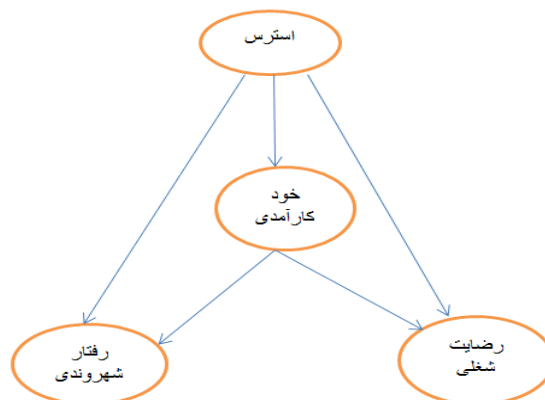 استرس
خود
کارآمدی
رفتار
شهروندی
رضایت
شغلی